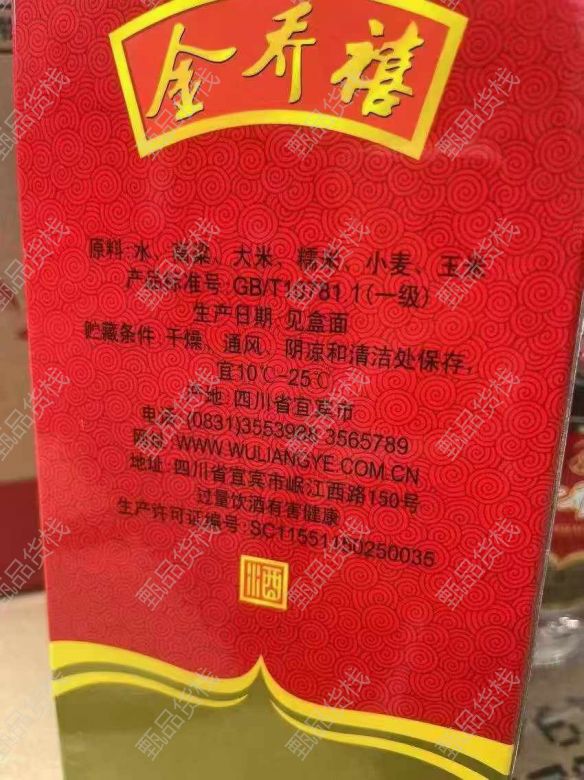 金乔禧
原料:水、高粱、大米、糯米、小麦、玉米
产品标准号:GB/T10781.1(一级)
生产日期:见盒面
贮藏条件:干燥、通风、阴凉和清洁处保存,
宜10℃-25℃
产地:四川省宜宾市
电话:(0831)3553988 3565789
网址:WWW.WULIANGYE.COM.CN
地址:四川省宜宾市岷江西路150号
过量饮酒有害健康
生产许可证编号:SC11551150250035
川酒
甄品货栈